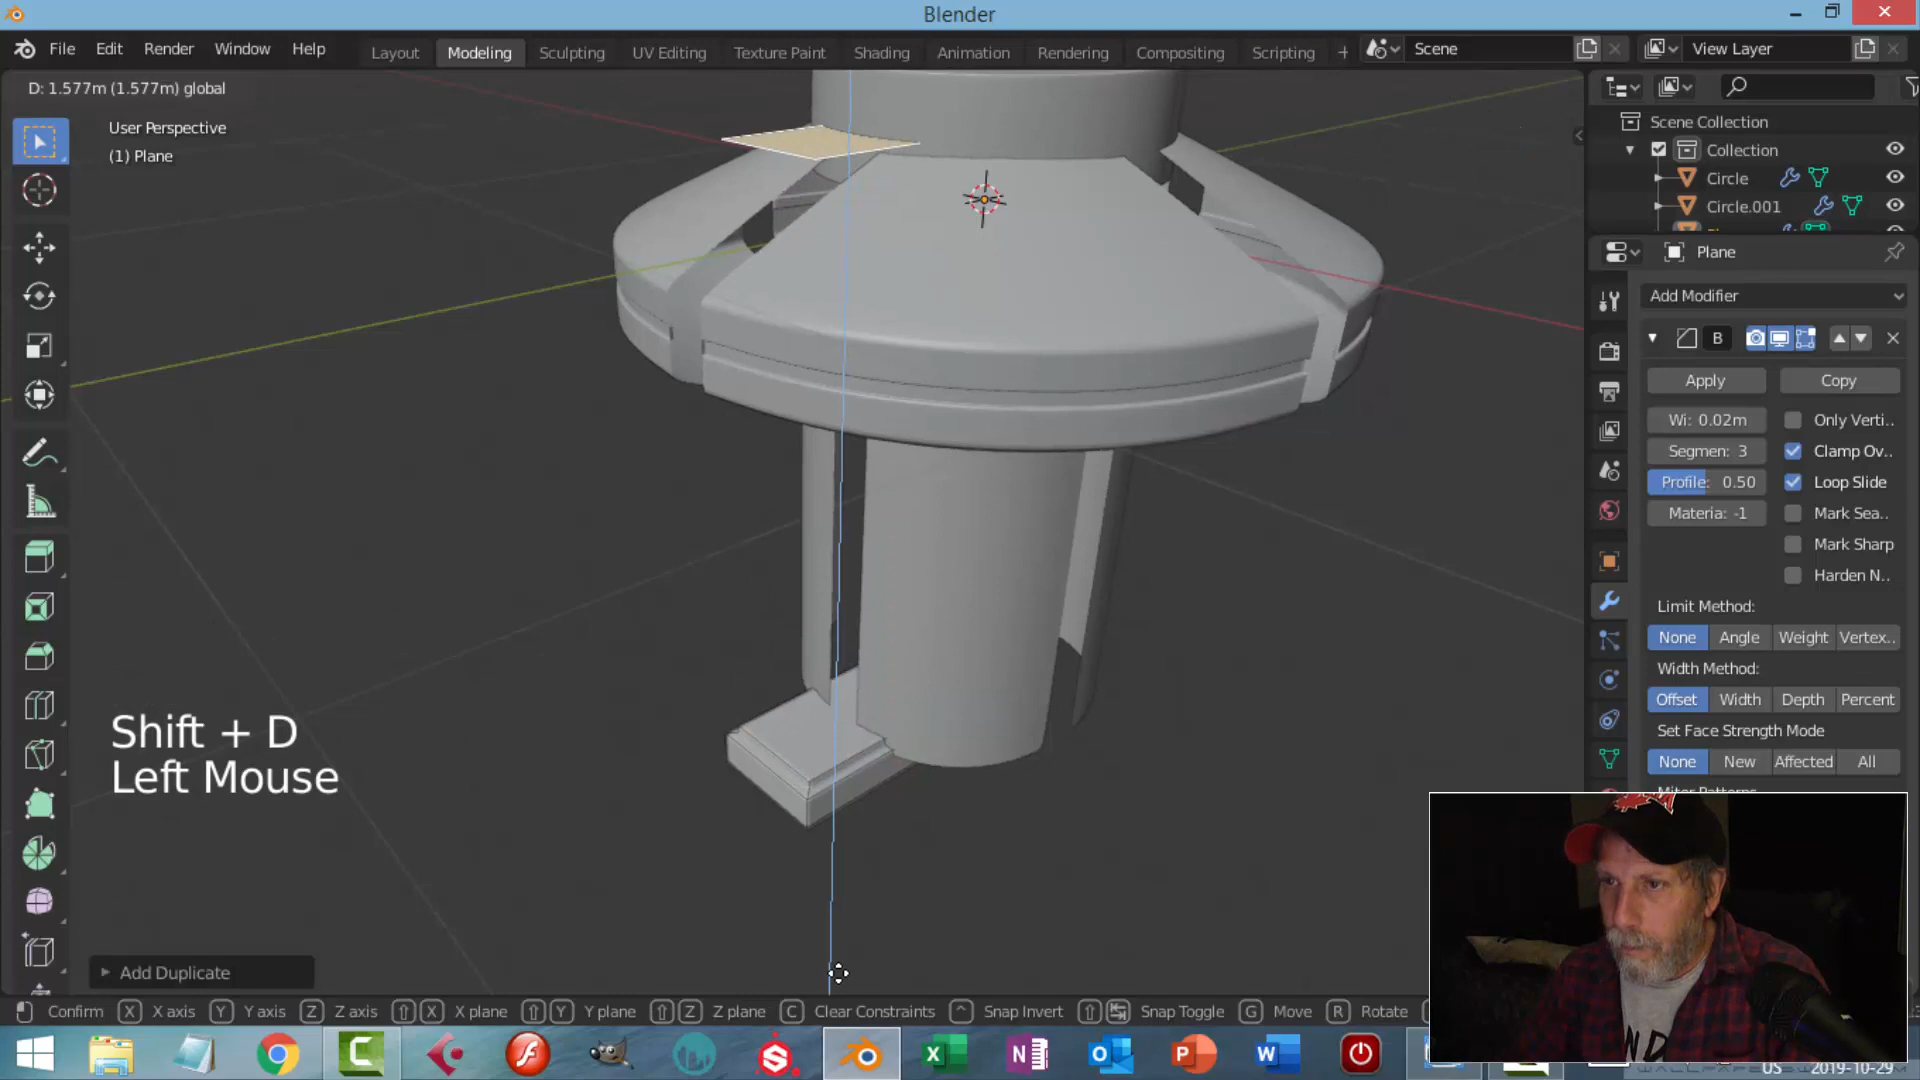 Blender
File Edit Render Window Help
Layout Modeling Sculpting UV Editing Texture Paint Shading Animation Rendering Compositing Scripting +
Scene
View Layer
D: 1.577m (1.577m) global
User Perspective
(1) Plane
Scene Collection
Collection
Circle
Circle.001
Plane
Add Modifier
B
Apply Copy
Wi: 0.02m Only Verti..
Segmen: 3 Clamp Ov..
Profile: 0.50 Loop Slide
Materia: -1 Mark Sea..
Mark Sharp
Harden N..
Limit Method:
None Angle Weight Vertex..
Width Method:
Offset Width Depth Percent
Set Face Strength Mode
None New Affected All
Shift + D
Left Mouse
Add Duplicate
Confirm X X axis Y Y axis Z Z axis X X plane Y Y plane Z Z plane C Clear Constraints Snap Invert Snap Toggle G Move R Rotate
US 2019-10-29